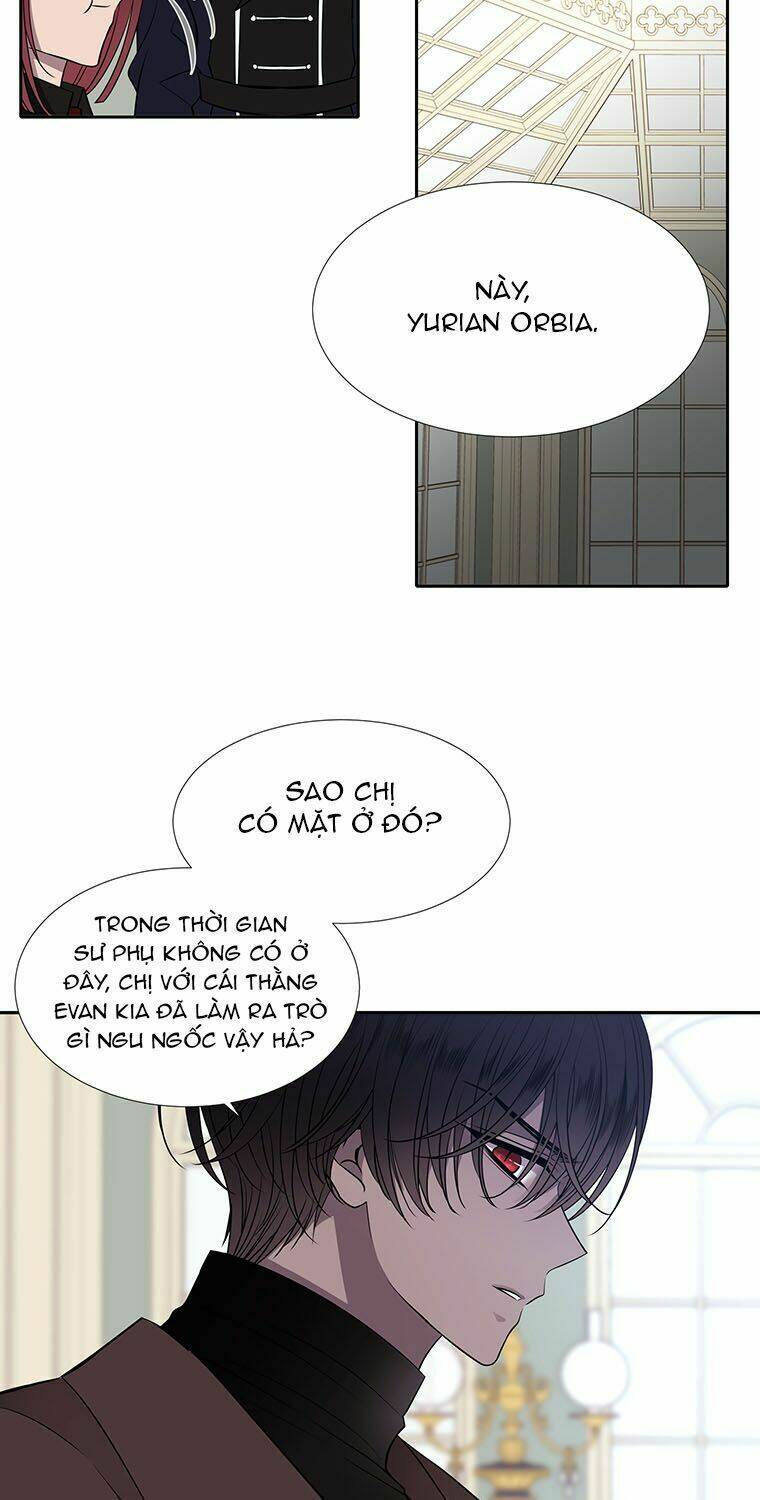 NÀY,
YURIAN ORBIA.
SAO CHỊ
CÓ MẶT Ở ĐÓ?
TRONG THỜI GIAN
SƯ PHỤ KHÔNG CÓ Ở
ĐÂY, CHỊ VỚI CÁI THẰNG
EVAN KIA ĐÃ LÀM RA TRÒ
GÌ NGU NGỐC VẬY HẢ?